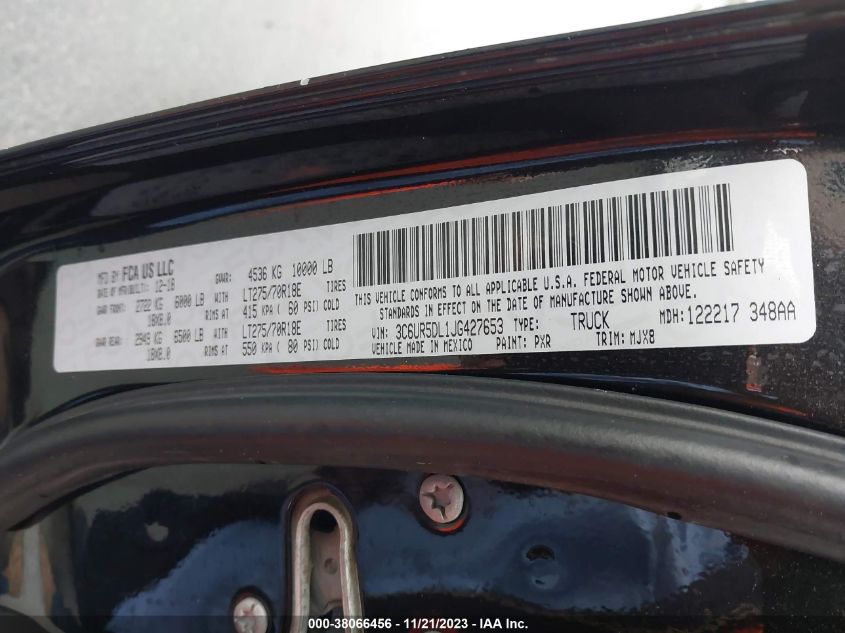 MFD BY FCA US LLC
DATE OF MFR(BUILT): 12-18
GVWR: 4536 KG 10000 LB
GAWR FRONT: 2722 KG 6000 LB WITH LT275/70R18E TIRES
18X8.0 RIMS AT 415 KPA ( 60 PSI) COLD
GAWR REAR: 2949 KG 6500 LB WITH LT275/70R18E TIRES
18X8.0 RIMS AT 550 KPA ( 80 PSI) COLD
THIS VEHICLE CONFORMS TO ALL APPLICABLE U.S.A. FEDERAL MOTOR VEHICLE SAFETY
STANDARDS IN EFFECT ON THE DATE OF MANUFACTURE SHOWN ABOVE.
VIN: 3C6UR5DL1JG427653 TYPE: TRUCK MDH: 122217 348AA
VEHICLE MADE IN MEXICO PAINT: PXR TRIM: MJX8
000-38066456 - 11/21/2023 - IAA Inc.